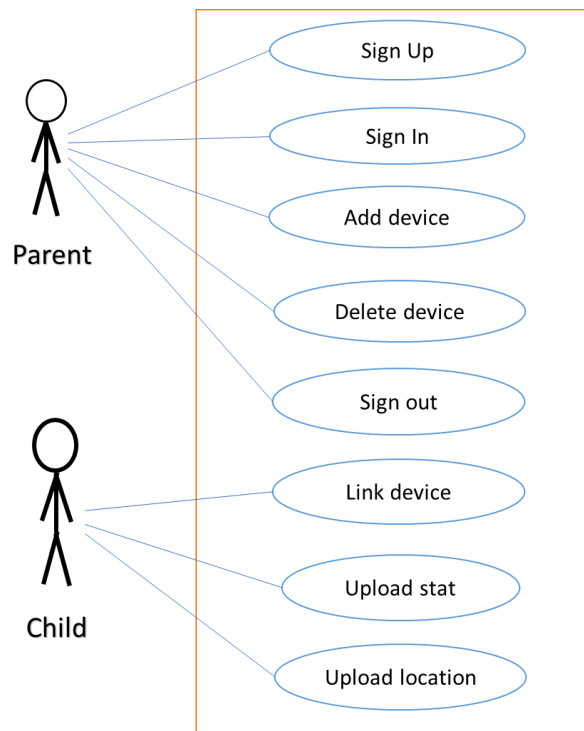 Sign Up
Sign In
Add device
Parent
Delete device
Sign out
Link device
Upload stat
Child
Upload location